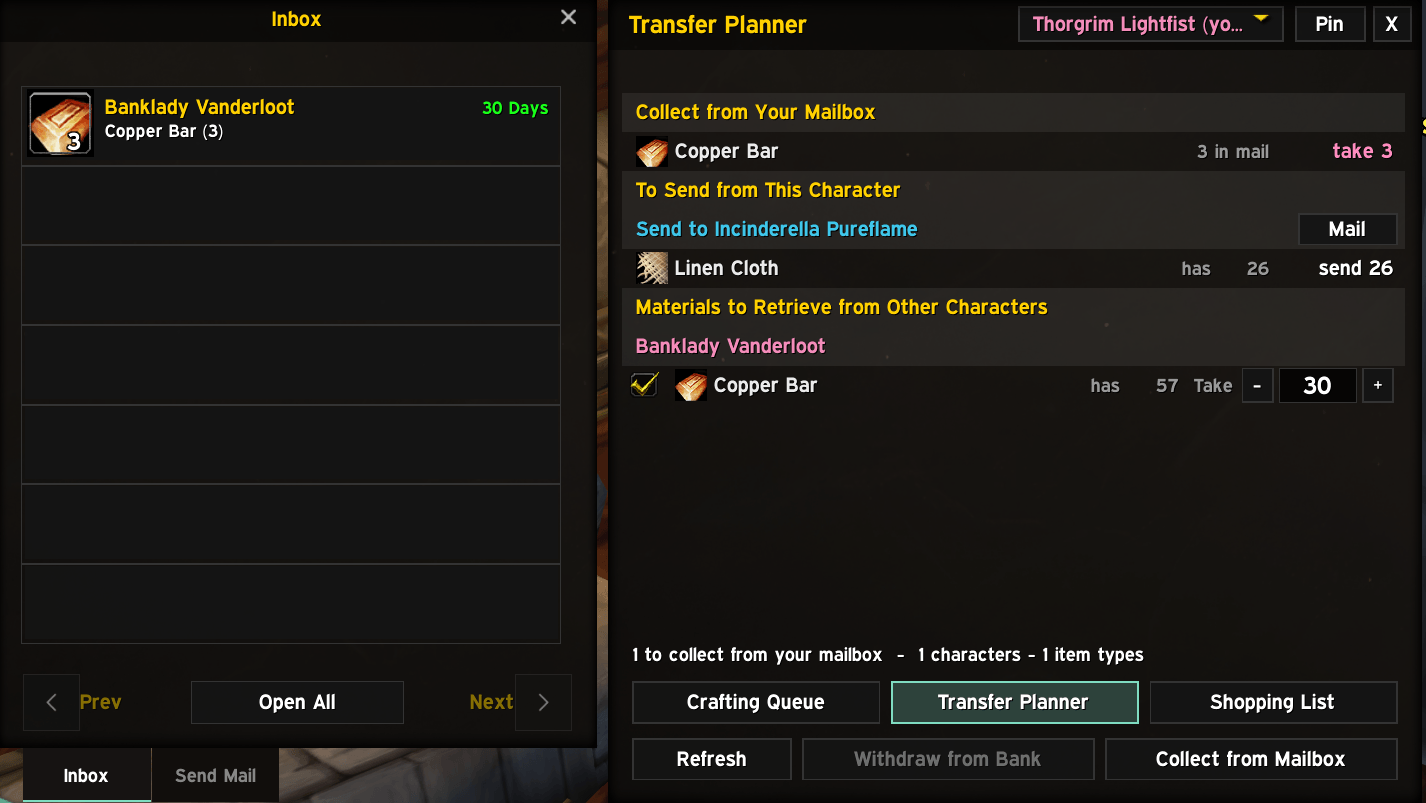 Inbox
Banklady Vanderloot
30 Days
Copper Bar (3)
3
Prev
Open All
Next
Inbox
Send Mail
Transfer Planner
Thorgrim Lightfist (yo...
Pin
X
Collect from Your Mailbox
Copper Bar 3 in mail take 3
To Send from This Character
Send to Incinderella Pureflame Mail
Linen Cloth has 26 send 26
Materials to Retrieve from Other Characters
Banklady Vanderloot
Copper Bar has 57 Take - 30 +
1 to collect from your mailbox - 1 characters - 1 item types
Crafting Queue Transfer Planner Shopping List
Refresh Withdraw from Bank Collect from Mailbox